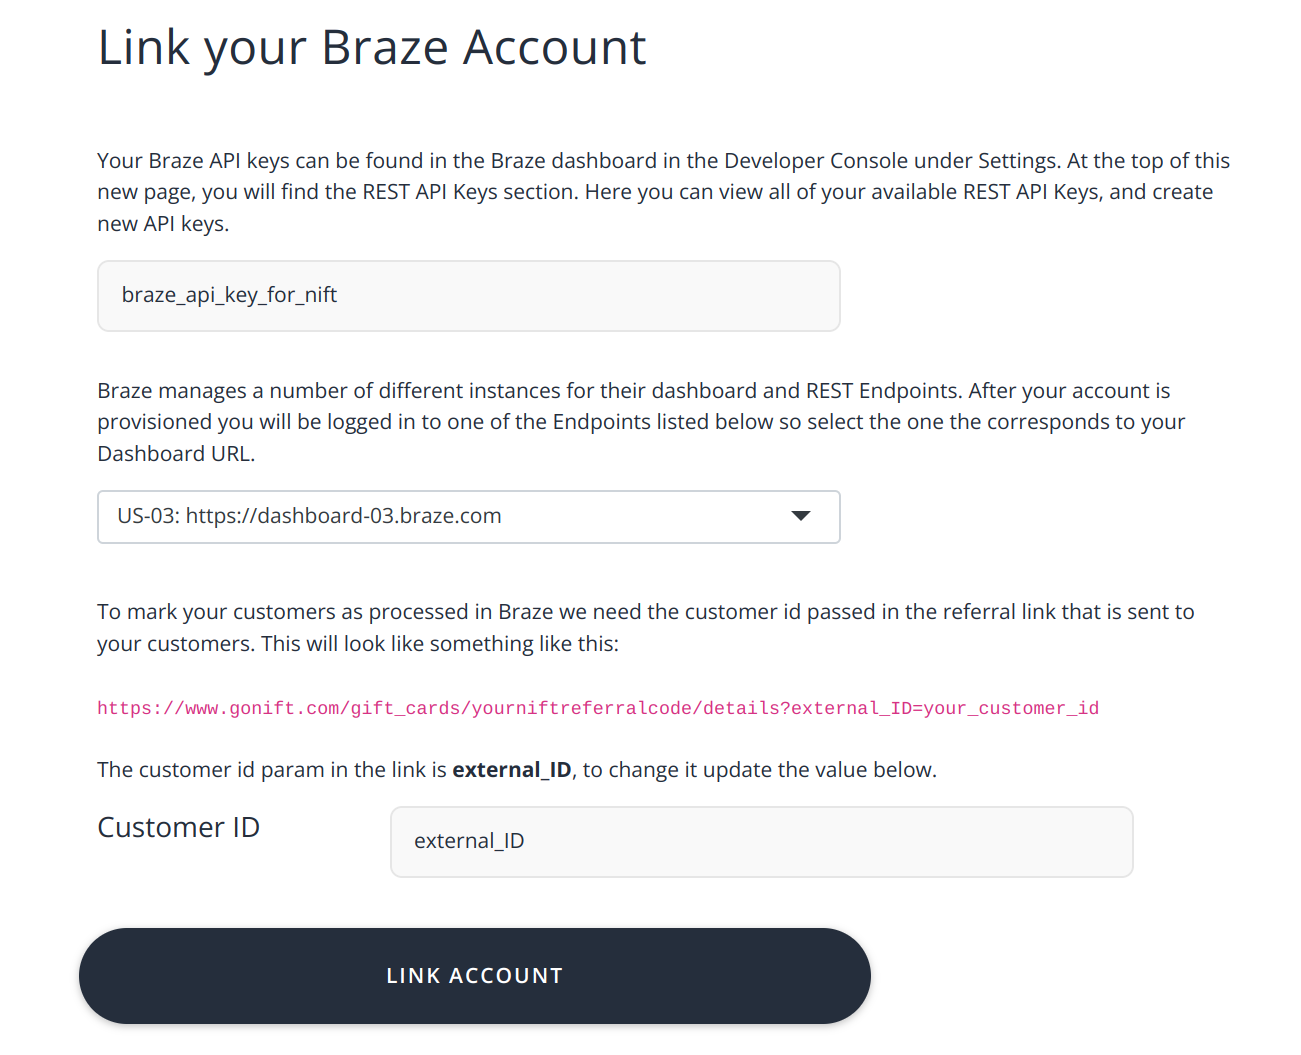 Link your Braze Account
Your Braze API keys can be found in the Braze dashboard in the Developer Console under Settings. At the top of this
new page, you will find the REST API Keys section. Here you can view all of your available REST API Keys, and create
new API keys.
braze_api_key_for_nift
Braze manages a number of different instances for their dashboard and REST Endpoints. After your account is
provisioned you will be logged in to one of the Endpoints listed below so select the one the corresponds to your
Dashboard URL.
US-03: https://dashboard-03.braze.com
To mark your customers as processed in Braze we need the customer id passed in the referral link that is sent to
your customers. This will look like something like this:
https://www.gonift.com/gift_cards/yourniftreferralcode/details?external_ID=your_customer_id
The customer id param in the link is external_ID, to change it update the value below.
Customer ID
external_ID
LINK ACCOUNT